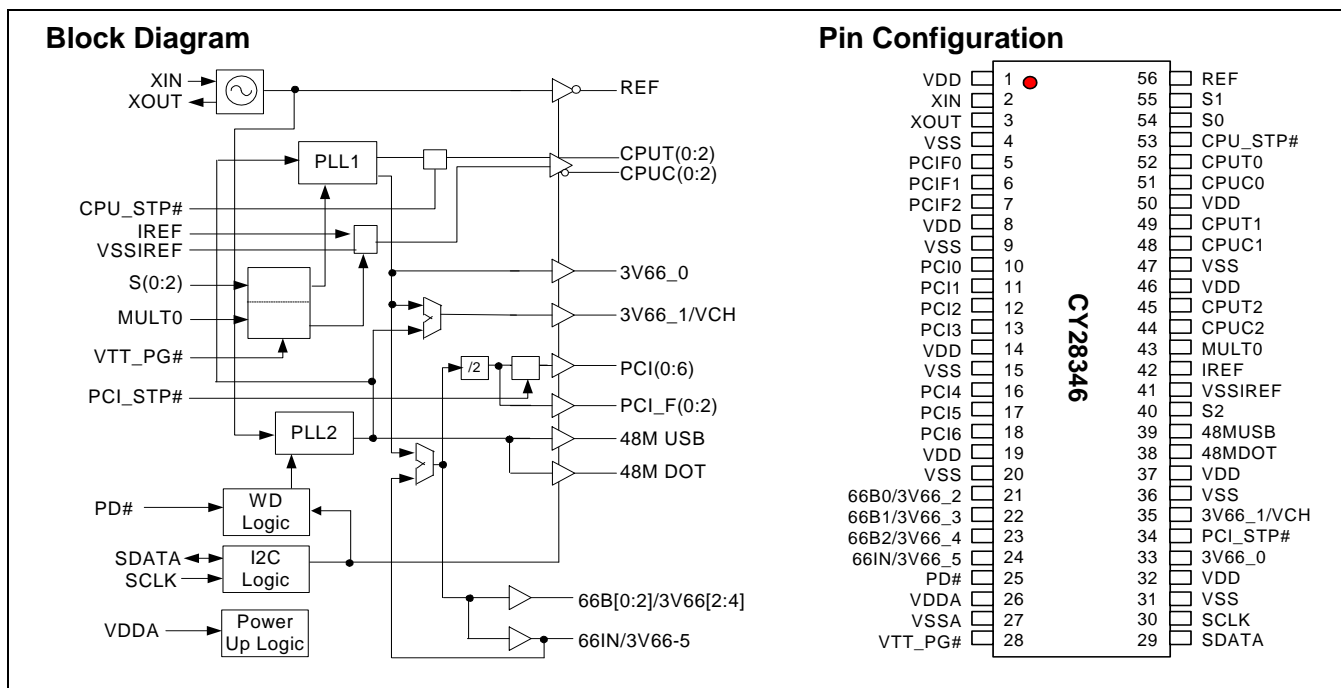 Block Diagram
XIN
XOUT
REF
PLL1
CPUT(0:2)
CPUC(0:2)
CPU_STP#
IREF
VSSIREF
3V66_0
S(0:2)
MULT0
3V66_1/VCH
VTT_PG#
/2
PCI(0:6)
PCI_STP#
PCI_F(0:2)
PLL2
48M USB
48M DOT
PD#
WD
Logic
SDATA
SCLK
I2C
Logic
66B[0:2]/3V66[2:4]
VDDA
Power
Up Logic
66IN/3V66-5
Pin Configuration
VDD 1 56 REF
XIN 2 55 S1
XOUT 3 54 S0
VSS 4 53 CPU_STP#
PCIF0 5 52 CPUT0
PCIF1 6 51 CPUC0
PCIF2 7 50 VDD
VDD 8 49 CPUT1
VSS 9 48 CPUC1
PCI0 10 47 VSS
PCI1 11 46 VDD
PCI2 12 45 CPUT2
PCI3 13 44 CPUC2
VDD 14 43 MULT0
VSS 15 42 IREF
PCI4 16 41 VSSIREF
PCI5 17 40 S2
PCI6 18 39 48MUSB
VDD 19 38 48MDOT
VSS 20 37 VDD
66B0/3V66_2 21 36 VSS
66B1/3V66_3 22 35 3V66_1/VCH
66B2/3V66_4 23 34 PCI_STP#
66IN/3V66_5 24 33 3V66_0
PD# 25 32 VDD
VDDA 26 31 VSS
VSSA 27 30 SCLK
VTT_PG# 28 29 SDATA
CY28346